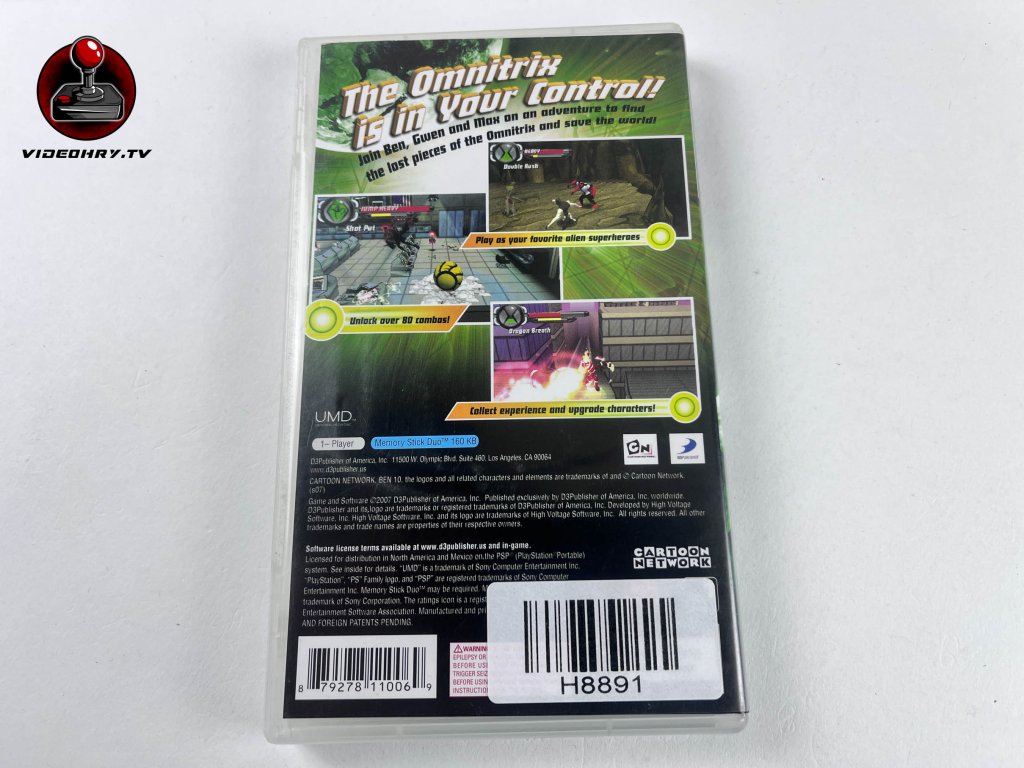 VIDEOHRY.TV
The Omnitrix
is in Your Control!
Join Ben, Gwen and Max on an adventure to find
the lost pieces of the Omnitrix and save the world!
HEAVY
Double Rush
Play as your favorite alien superheroes
JUMP HEAVY
Shot Put
Unlock over 80 combos!
Dragon Breath
Collect experience and upgrade characters!
UMD
1– Player
Memory Stick Duo™ 160 KB
CN
D3Publisher of America, Inc. 11500 W. Olympic Blvd. Suite 460, Los Angeles, CA 90064
www.d3publisher.us
CARTOON NETWORK, BEN 10, the logos and all related characters and elements are trademarks of and © Cartoon Network.
(s07)
Game and Software ©2007 D3Publisher of America, Inc. Published exclusively by D3Publisher of America, Inc. worldwide.
D3Publisher and its logo are trademarks or registered trademarks of D3Publisher of America, Inc. Developed by High Voltage
Software, Inc. High Voltage Software, Inc. and its logo are trademarks of High Voltage Software, Inc. All rights reserved. All other
trademarks and trade names are properties of their respective owners.
Software license terms available at www.d3publisher.us and in-game.
Licensed for distribution in North America and Mexico on the PSP™ (PlayStation®Portable)
system. See inside for details. "UMD" is a trademark of Sony Computer Entertainment Inc.
"PlayStation", "PS" Family logo, and "PSP" are registered trademarks of Sony Computer
Entertainment Inc. Memory Stick Duo™ may be required.
trademark of Sony Corporation. The ratings icon is a
Entertainment Software Association. Manufactured and
AND FOREIGN PATENTS PENDING.
CARTOON
NETWORK
8 79278 11006 9
WARNING
EPILEPSY OR
BEFORE
TRIGGER
BEFORE
H8891